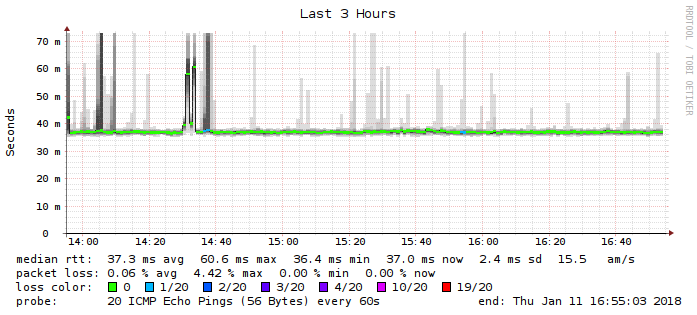 Last 3 Hours
RRDTOOL / TOBI OETIKER
Seconds
70 m
60 m
50 m
40 m
30 m
20 m
10 m
0
14:00 14:20 14:40 15:00 15:20 15:40 16:00 16:20 16:40
median rtt: 37.3 ms avg 60.6 ms max 36.4 ms min 37.0 ms now 2.4 ms sd 15.5 am/s
packet loss: 0.06 % avg 4.42 % max 0.00 % min 0.00 % now
loss color: 0 1/20 2/20 3/20 4/20 10/20 19/20
probe: 20 ICMP Echo Pings (56 Bytes) every 60s end: Thu Jan 11 16:55:03 2018